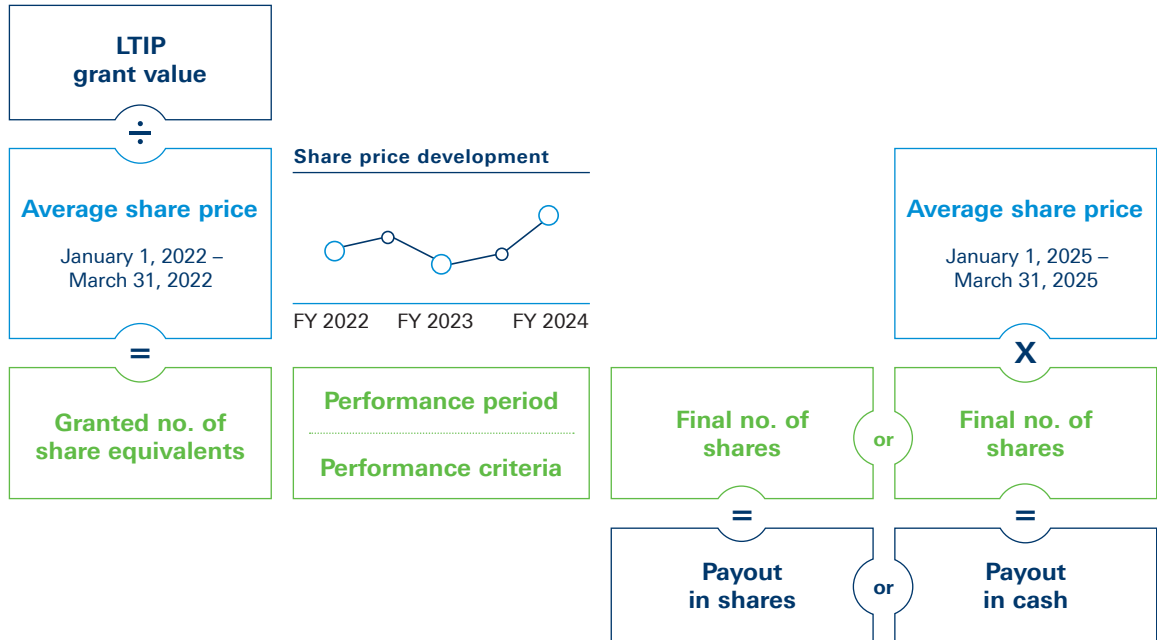 LTIP
grant value
÷
Average share price
January 1, 2022 –
March 31, 2022
=
Granted no. of
share equivalents
Share price development
FY 2022 FY 2023 FY 2024
Performance period
Performance criteria
Final no. of
shares
=
Payout
in shares
or
or
Average share price
January 1, 2025 –
March 31, 2025
X
Final no. of
shares
=
Payout
in cash